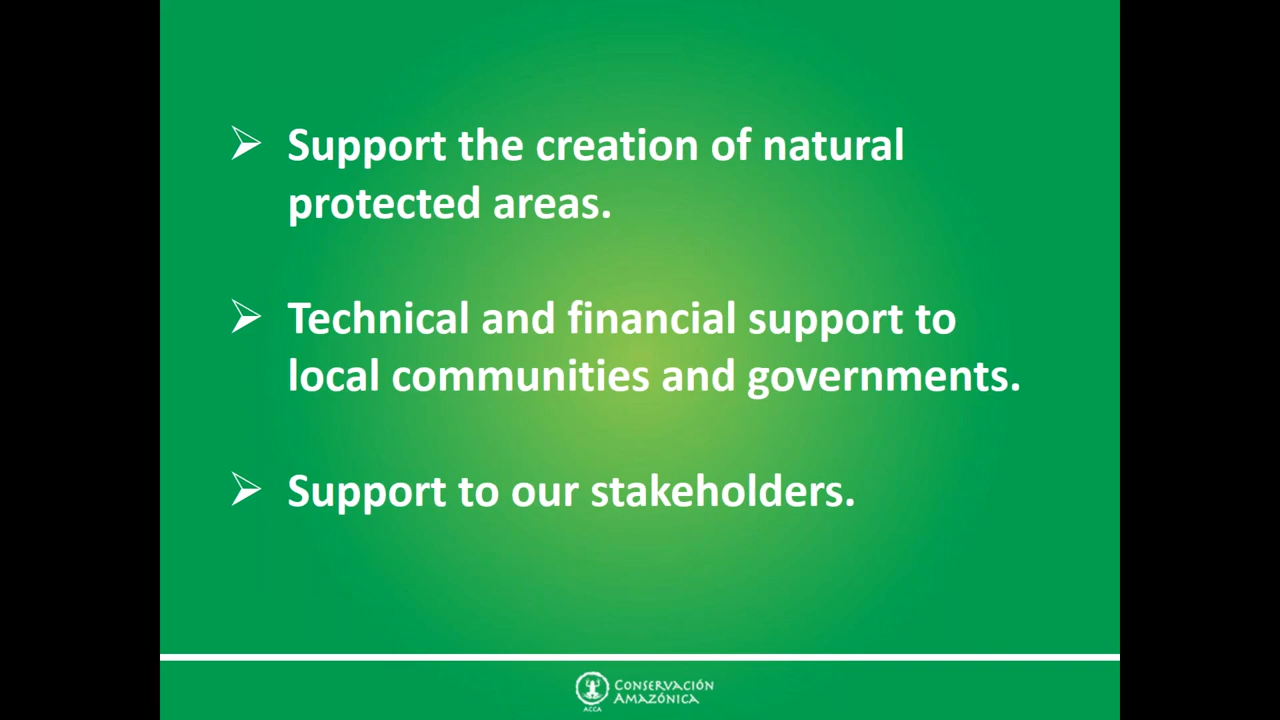 Support the creation of natural
protected areas.
Technical and financial support to
local communities and governments.
Support to our stakeholders.
CONSERVACIÓN
AMAZÓNICA
ACCA